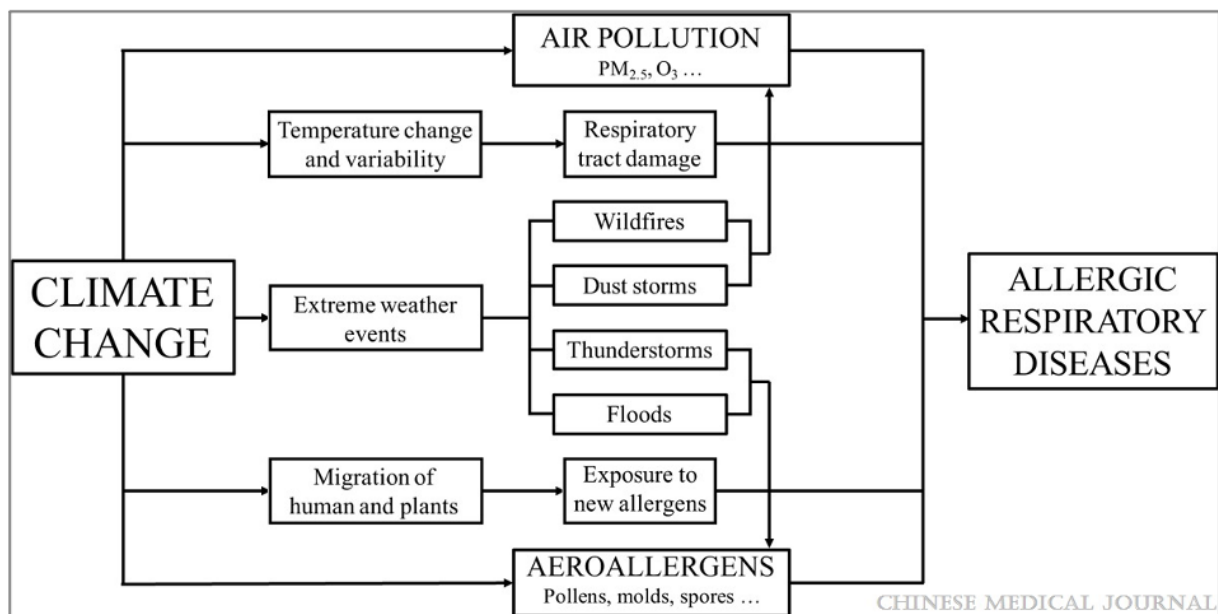 AIR POLLUTION
PM2.5, O3 ...
Temperature change
and variability
Respiratory
tract damage
Wildfires
Dust storms
CLIMATE
CHANGE
Extreme weather
events
Thunderstorms
Floods
ALLERGIC
RESPIRATORY
DISEASES
Migration of
human and plants
Exposure to
new allergens
AEROALLERGENS
Pollens, molds, spores ...
CHINESE MEDICAL JOURNAL